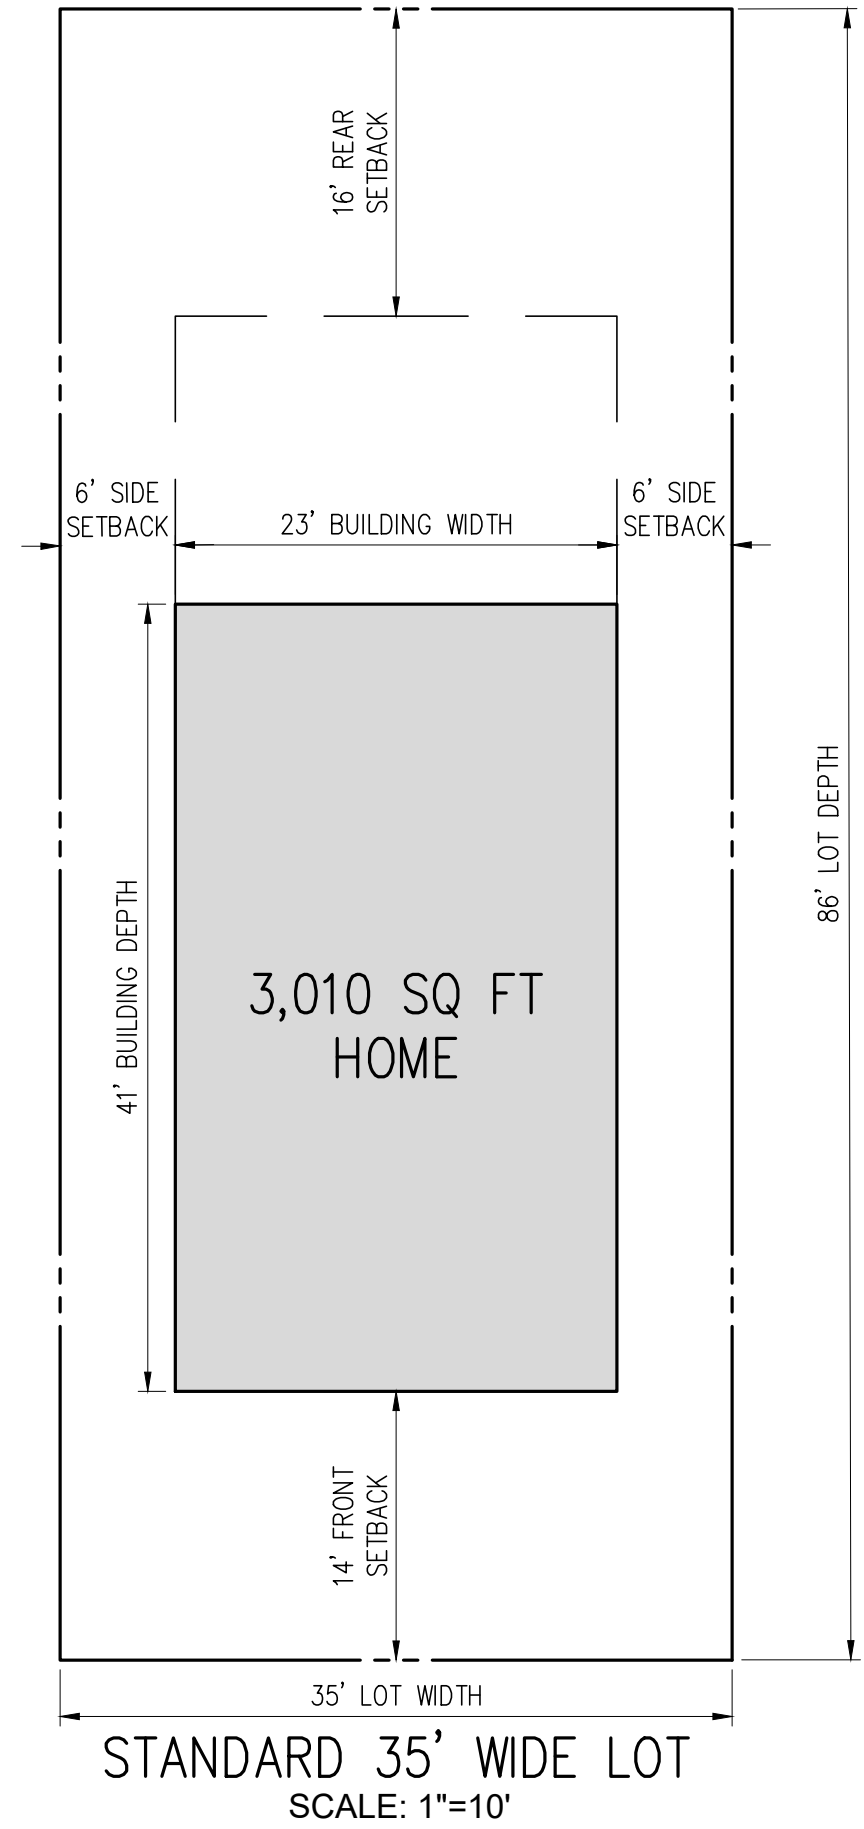 16' REAR
SETBACK
6' SIDE
SETBACK
23' BUILDING WIDTH
6' SIDE
SETBACK
86' LOT DEPTH
41' BUILDING DEPTH
3,010 SQ FT
HOME
14' FRONT
SETBACK
35' LOT WIDTH
STANDARD 35' WIDE LOT
SCALE: 1"=10'